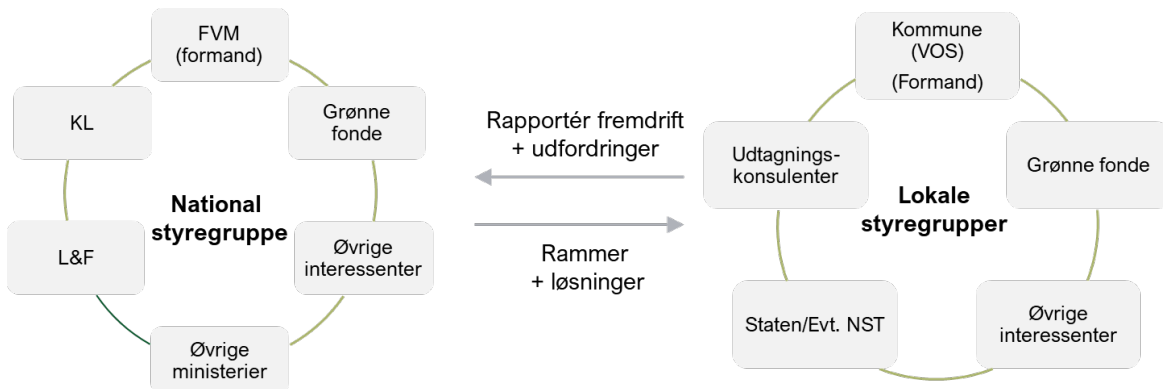 FVM
(formand)
Grønne
fonde
Øvrige
interessenter
Øvrige
ministerier
L&F
KL
National
styregruppe
Rapportér fremdrift
+ udfordringer
Rammer
+ løsninger
Kommune
(VOS)
(Formand)
Grønne fonde
Øvrige
interessenter
Staten/Evt. NST
Udtagnings-
konsulenter
Lokale
styregrupper